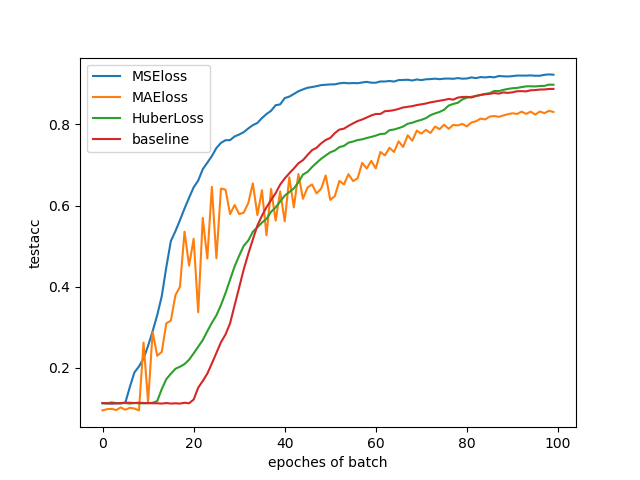 MSEloss
MAEloss
HuberLoss
baseline
testacc
0.8
0.6
0.4
0.2
0 20 40 60 80 100
epoches of batch